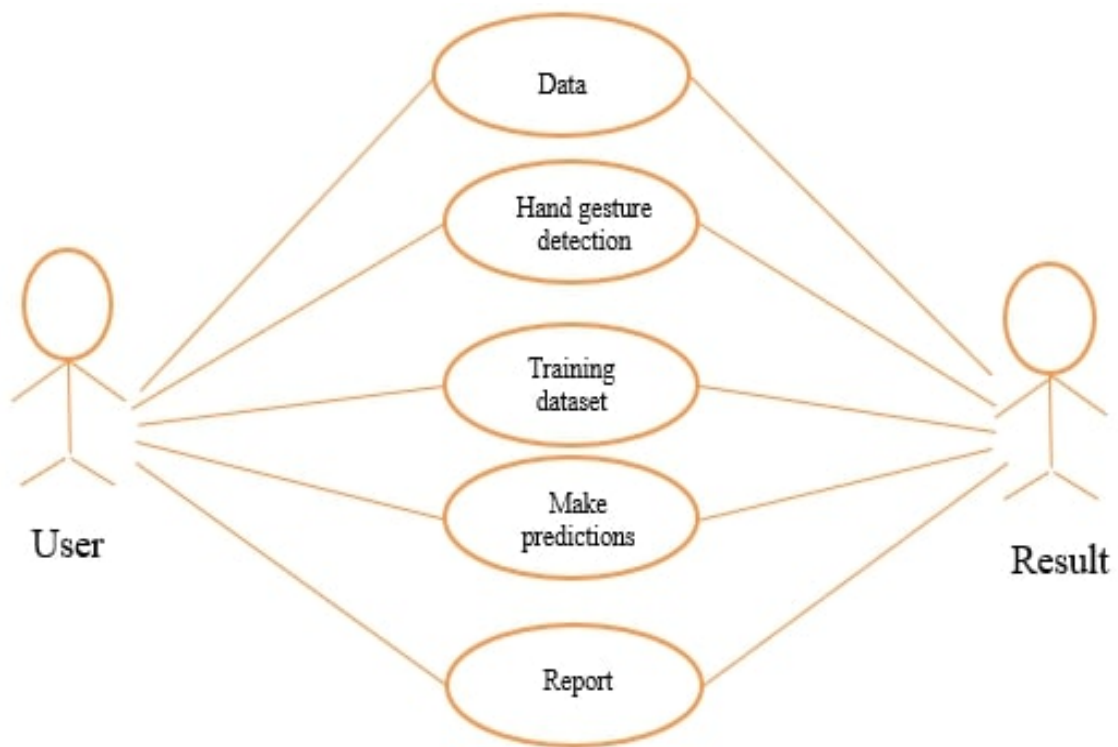 Data
Hand gesture
detection
Training
dataset
Make
predictions
User
Result
Report